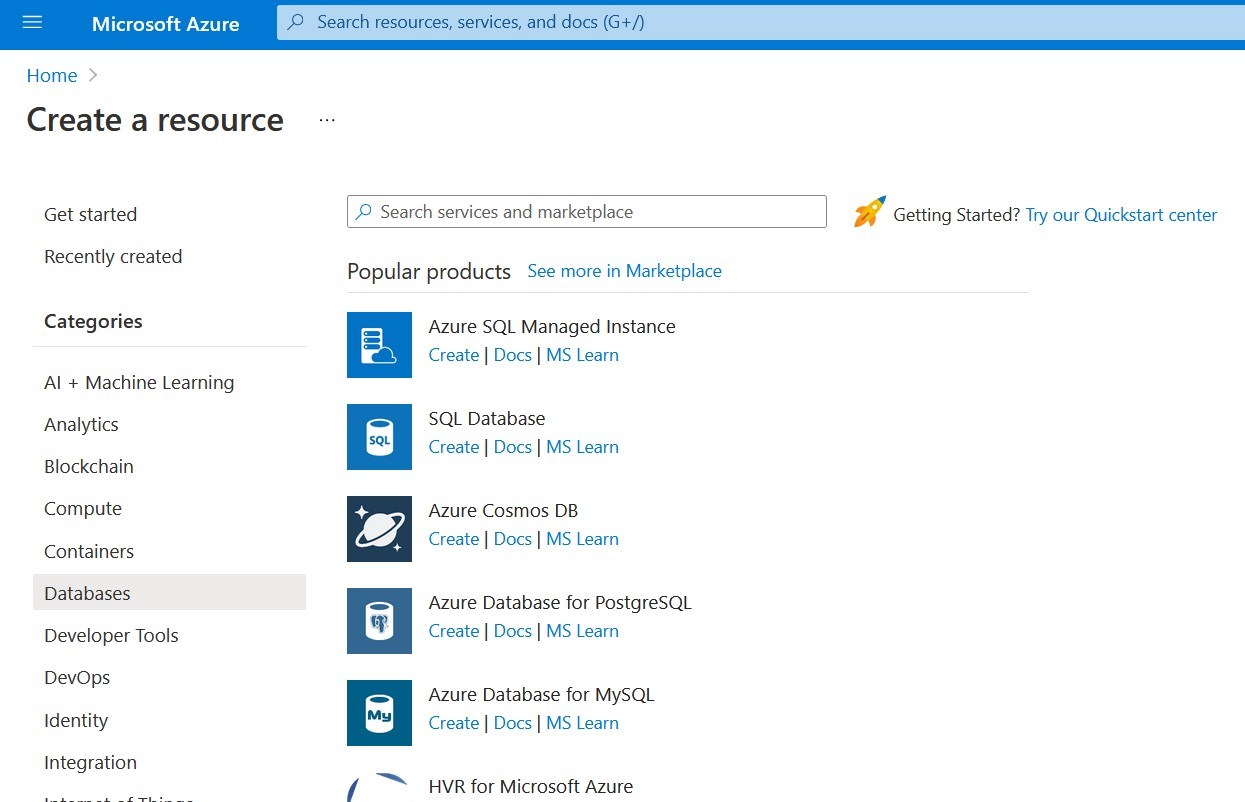 Microsoft Azure
Search resources, services, and docs (G+/)
Home
Create a resource
...
Get started
Recently created
Categories
AI + Machine Learning
Analytics
Blockchain
Compute
Containers
Databases
Developer Tools
DevOps
Identity
Integration
Internet of Things
Search services and marketplace
Getting Started? Try our Quickstart center
Popular products See more in Marketplace
Azure SQL Managed Instance
Create | Docs | MS Learn
SQL
SQL Database
Create | Docs | MS Learn
Azure Cosmos DB
Create | Docs | MS Learn
Azure Database for PostgreSQL
Create | Docs | MS Learn
My
Azure Database for MySQL
Create | Docs | MS Learn
HVR for Microsoft Azure